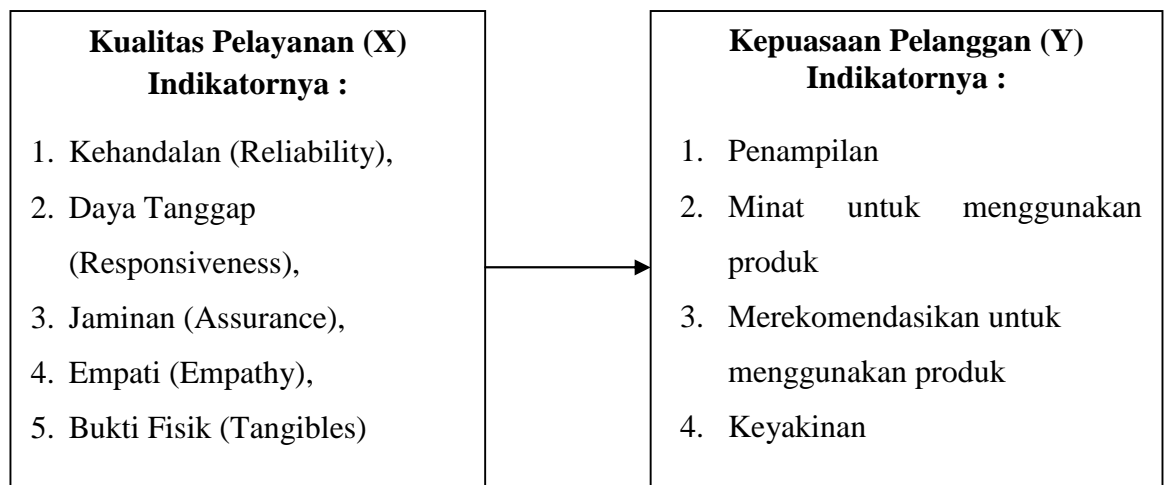 Kualitas Pelayanan (X)
Indikatornya :
1. Kehandalan (Reliability),
2. Daya Tanggap
(Responsiveness),
3. Jaminan (Assurance),
4. Empati (Empathy),
5. Bukti Fisik (Tangibles)
Kepuasaan Pelanggan (Y)
Indikatornya :
1. Penampilan
2. Minat untuk menggunakan
produk
3. Merekomendasikan untuk
menggunakan produk
4. Keyakinan